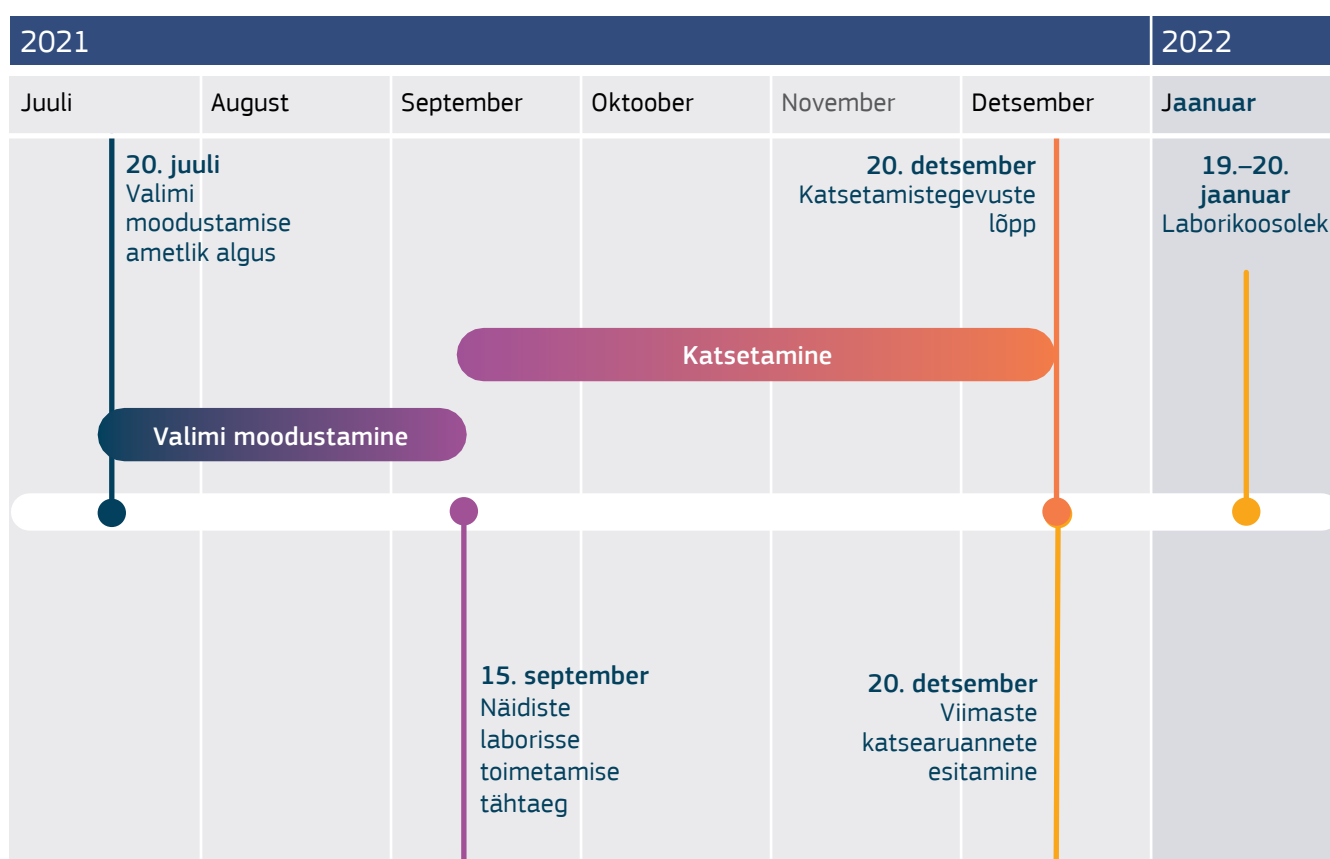 2021
2022
Juuli
August
September
Oktoober
November
Detsember
Jaanuar
20. juuli
Valimi
moodustamise
ametlik algus
20. detsember
Katsetamistegevuste
lõpp
19.–20.
jaanuar
Laborikoosolek
Katsetamine
Valimi moodustamine
15. september
Näidiste
laborisse
toimetamise
tähtaeg
20. detsember
Viimaste
katsearuannete
esitamine